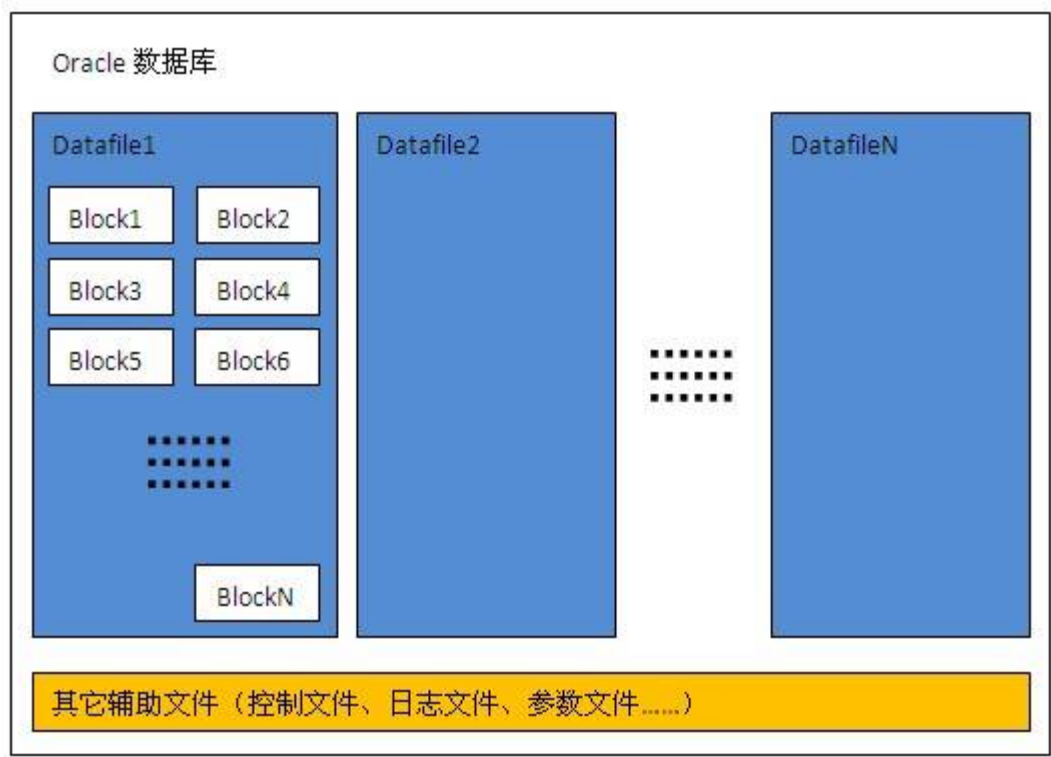 Oracle 数据库
Datafile1
Datafile2
DatafileN
Block1
Block2
Block3
Block4
Block5
Block6
BlockN
其它辅助文件（控制文件、日志文件、参数文件……）